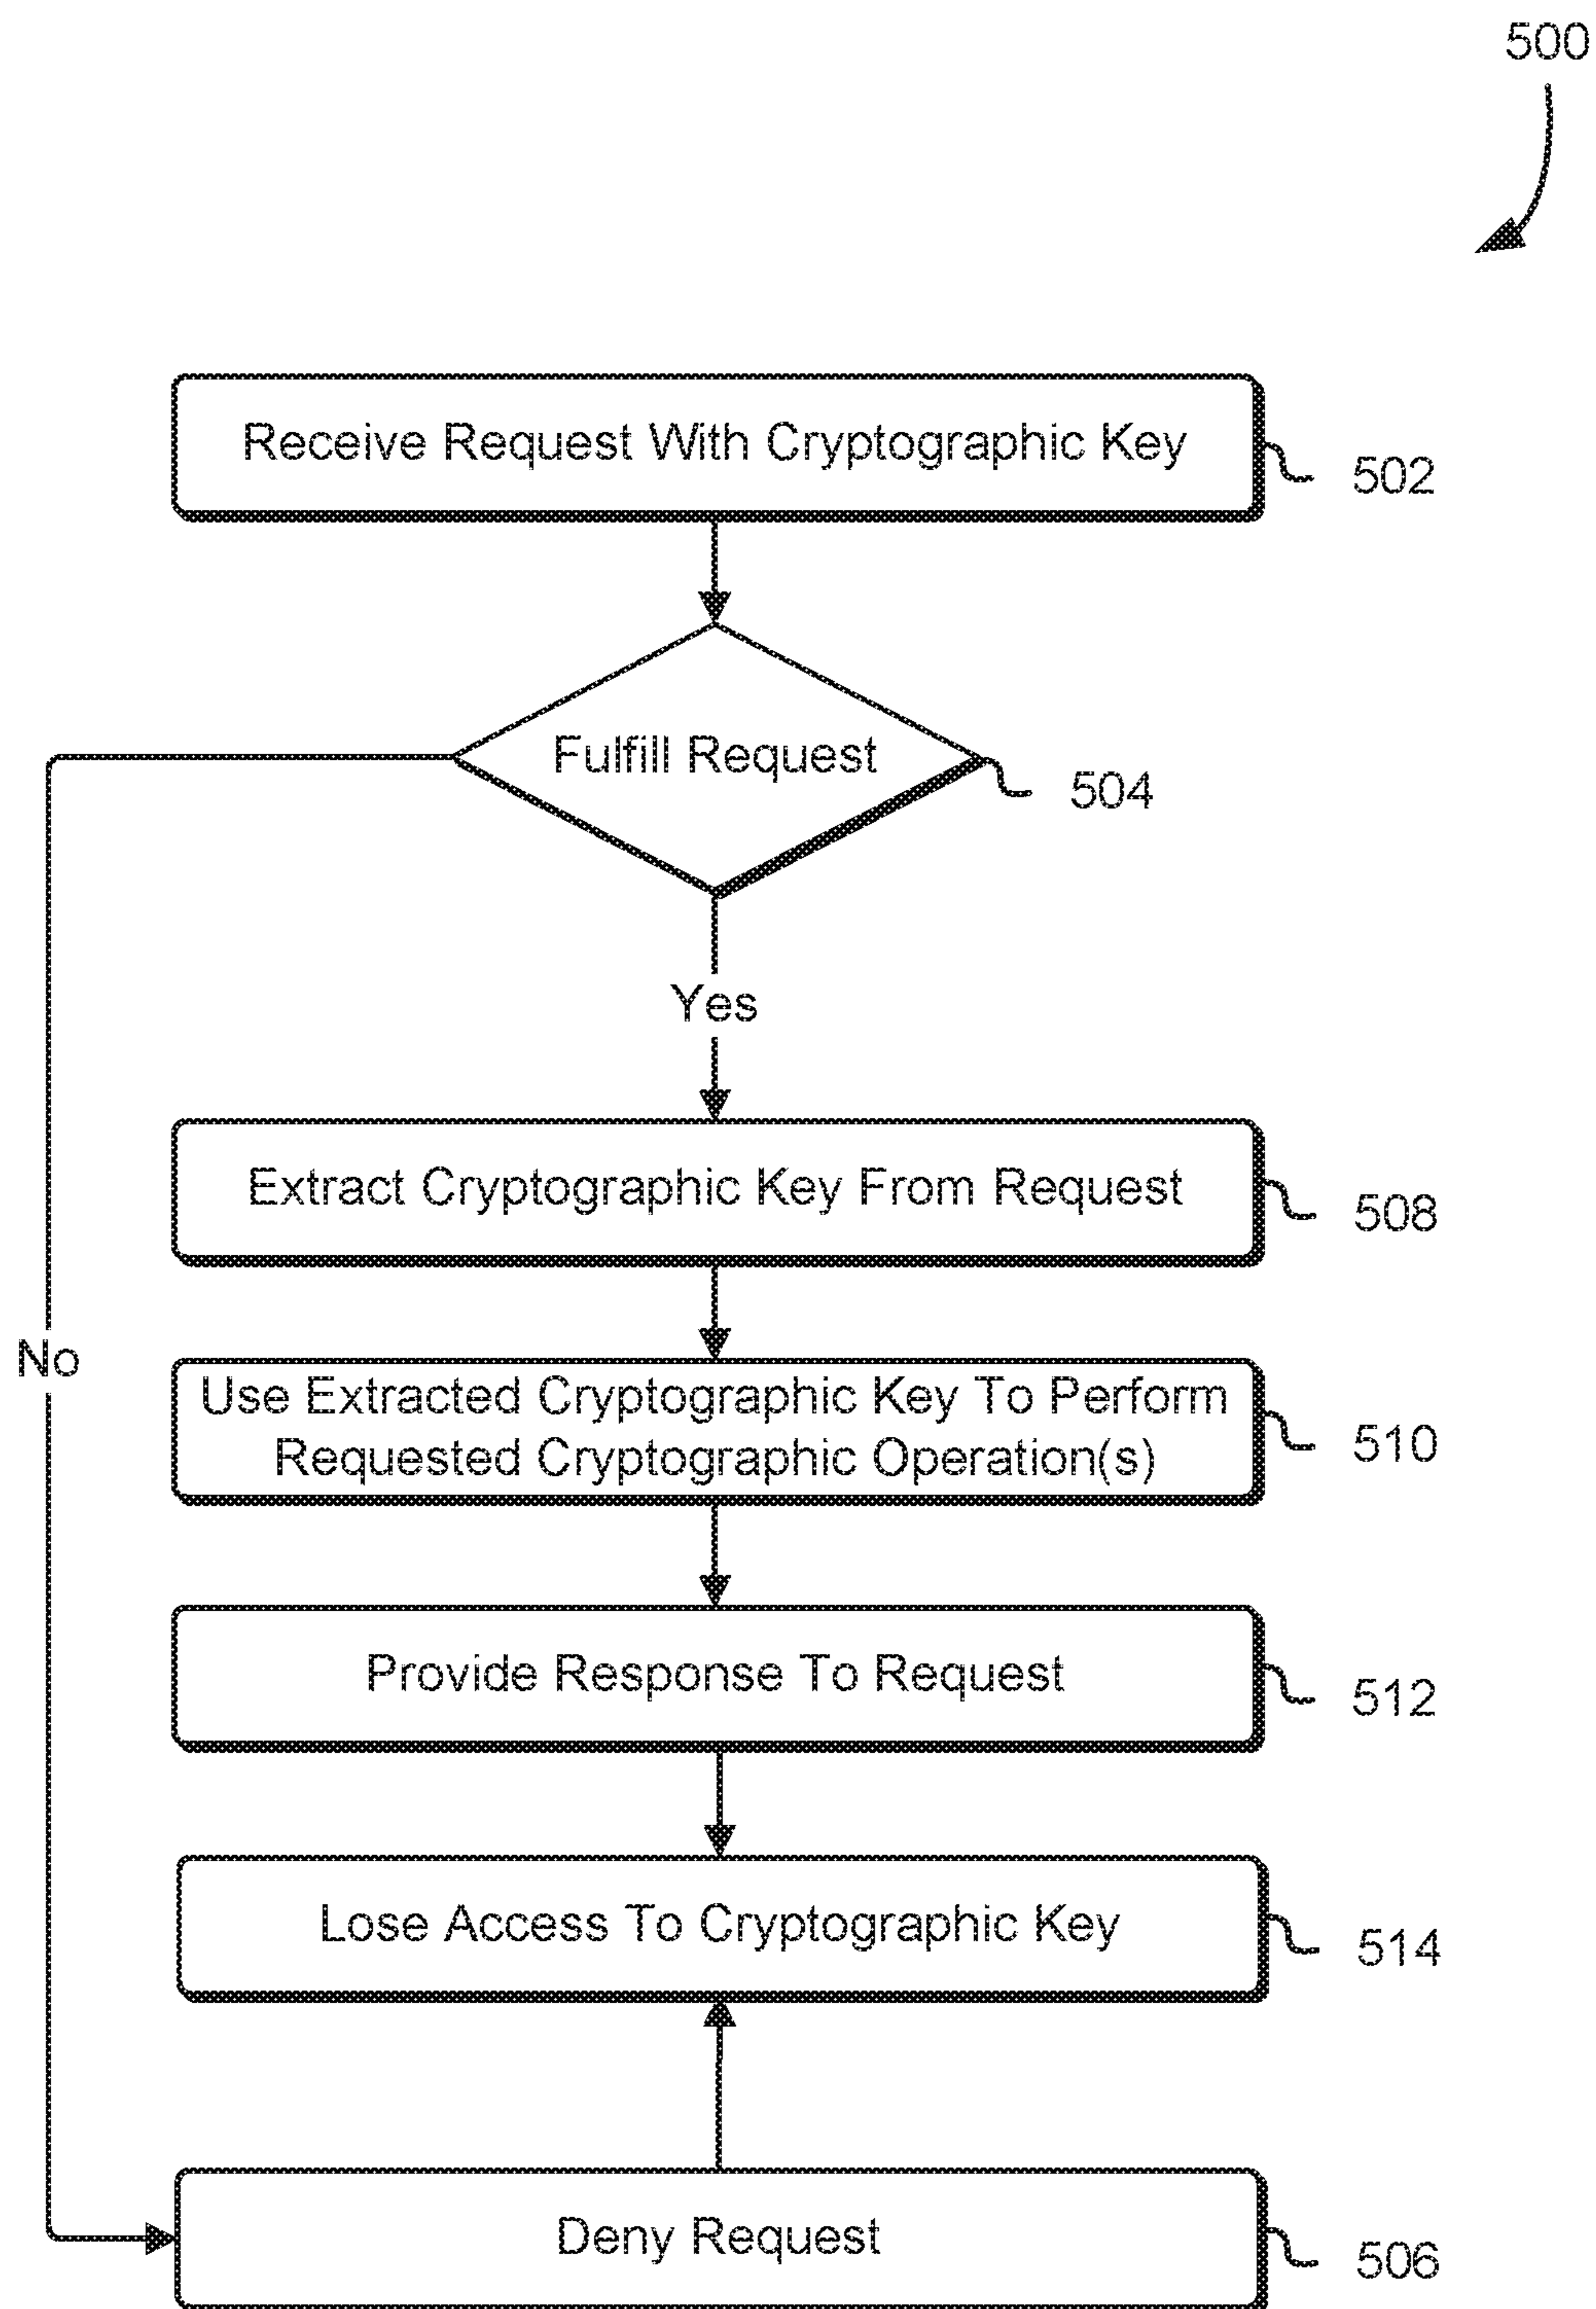 500
Receive Request With Cryptographic Key
502
Fulfill Request
504
Yes
Extract Cryptographic Key From Request
508
No
Use Extracted Cryptographic Key To Perform
Requested Cryptographic Operation(s)
510
Provide Response To Request
512
Lose Access To Cryptographic Key
514
Deny Request
506